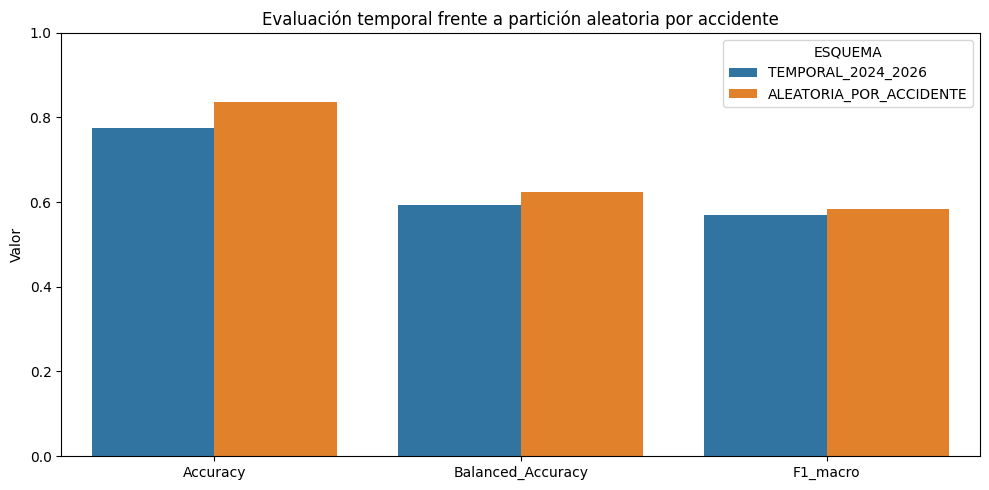 Evaluación temporal frente a partición aleatoria por accidente
ESQUEMA
TEMPORAL_2024_2026
ALEATORIA_POR_ACCIDENTE
Valor
1.0
0.8
0.6
0.4
0.2
0.0
Accuracy
Balanced_Accuracy
F1_macro